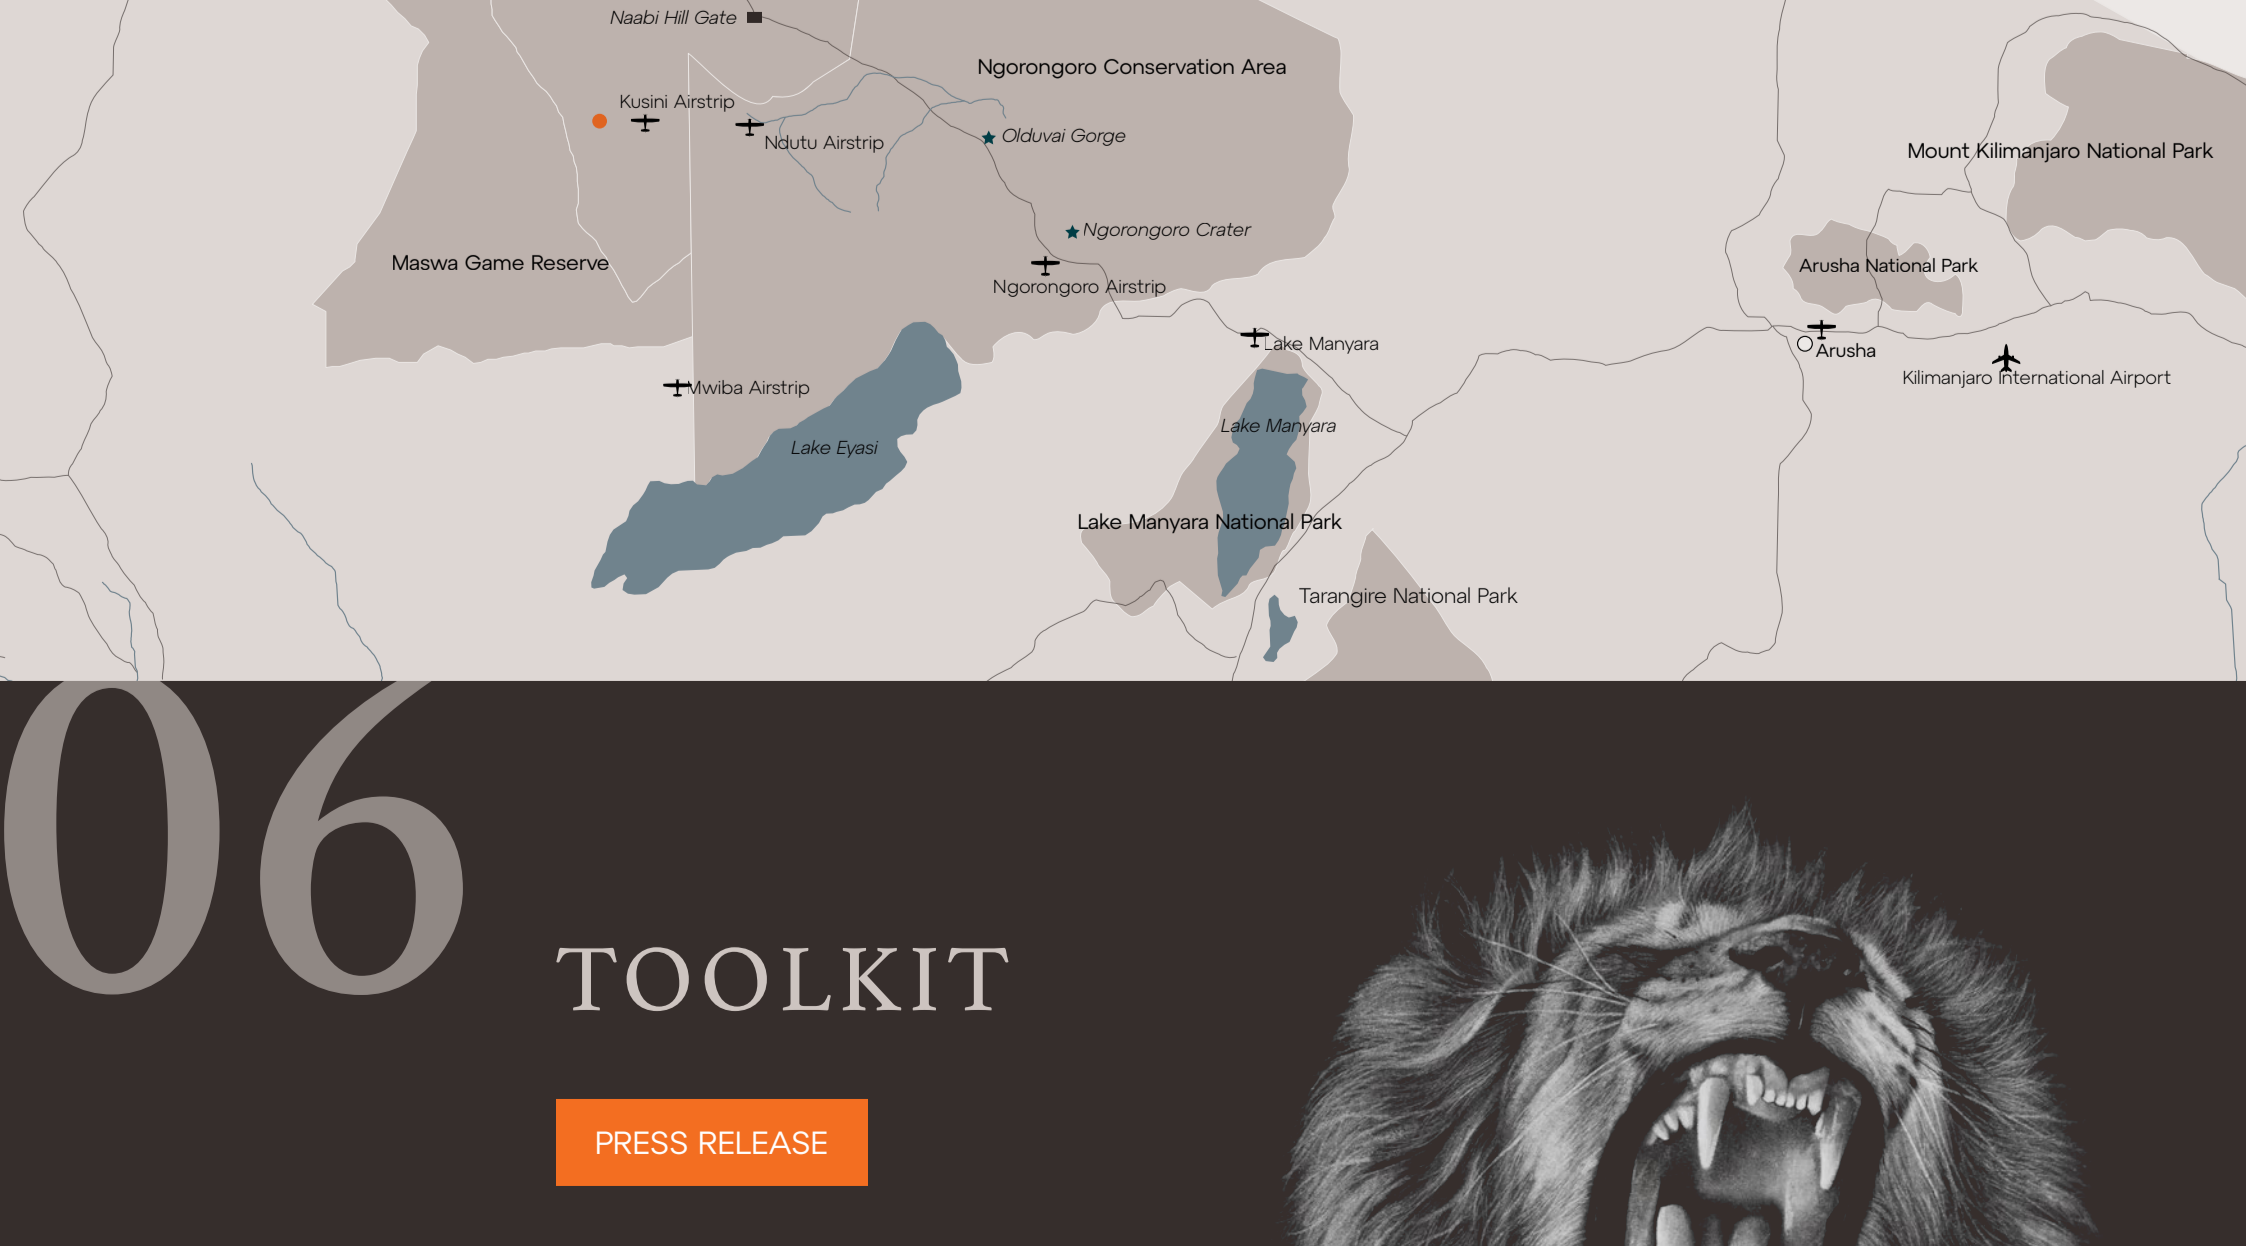 Naabi Hill Gate
Ngorongoro Conservation Area
Kusini Airstrip
Ndutu Airstrip
Olduvai Gorge
Mount Kilimanjaro National Park
Ngorongoro Crater
Maswa Game Reserve
Arusha National Park
Ngorongoro Airstrip
Lake Manyara
Arusha
Kilimanjaro International Airport
Mwiba Airstrip
Lake Manyara
Lake Eyasi
Lake Manyara National Park
Tarangire National Park
06
TOOLKIT
PRESS RELEASE